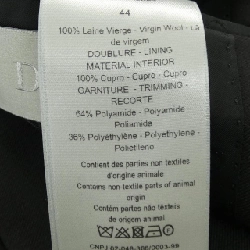 44
100% Laine Vierge - Virgin Wool - Lã
de virgem
DOUBLURE - LINING
MATERIAL INTERIOR
100% Cupro - Cupro - Cupro
GARNITURE - TRIMMING -
RECORTE
64% Polyamide - Polyamide -
Poliamida
36% Polyéthylène - Polyethylene -
Polietileno
Contient des parties non textiles
d'origine animale
Contains non textile parts of animal
origin
Contém partes não têxteis
de origem animal